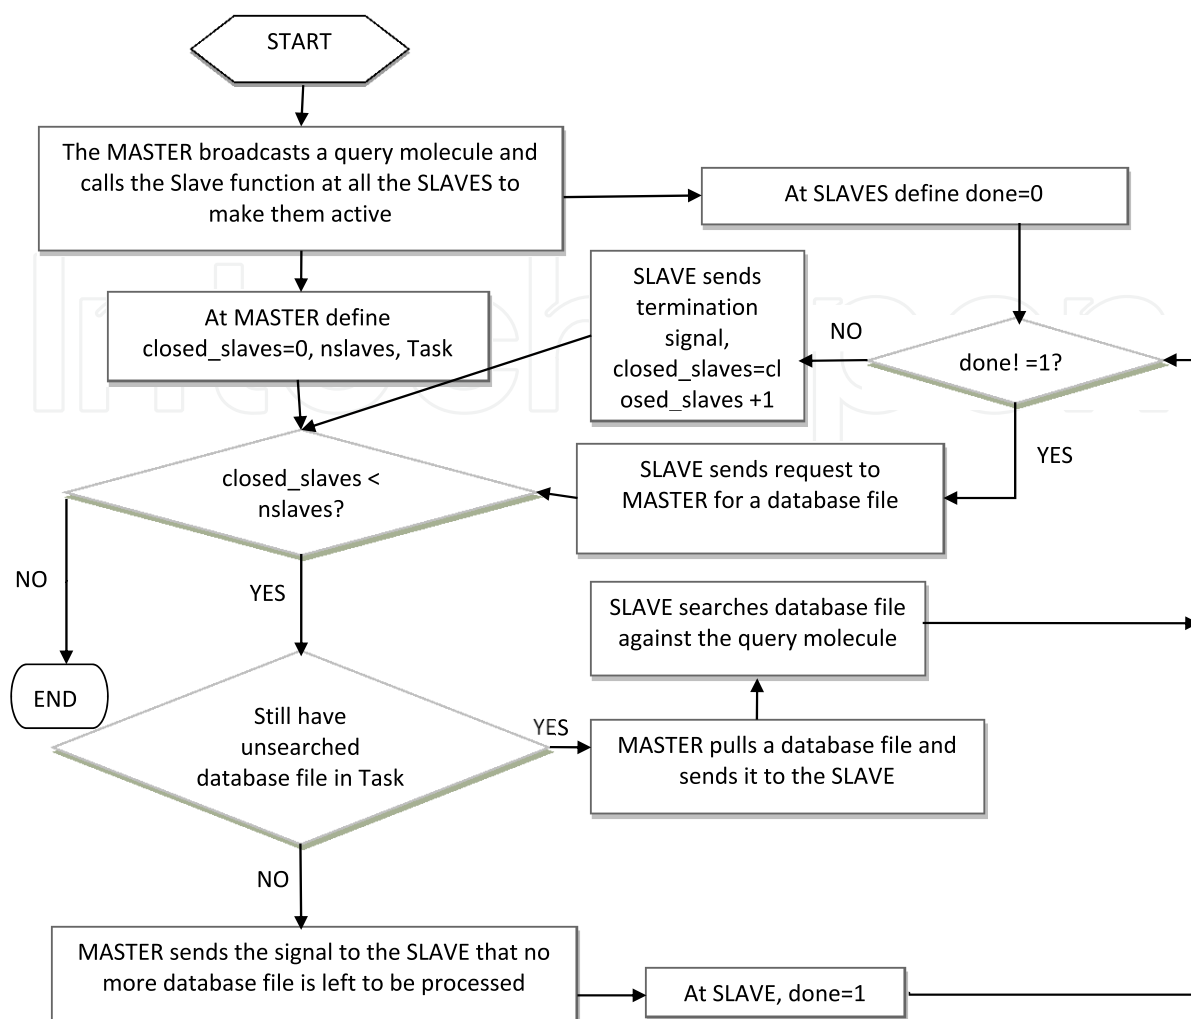 START
The MASTER broadcasts a query molecule and
calls the Slave function at all the SLAVES to
make them active
At SLAVES define done=0
At MASTER define
closed_slaves=0, nslaves, Task
SLAVE sends
termination
signal,
closed_slaves=cl
osed_slaves +1
NO
done! =1?
YES
closed_slaves <
nslaves?
SLAVE sends request to
MASTER for a database file
NO
YES
END
SLAVE searches database file
against the query molecule
Still have
unsearched
database file in Task
YES
MASTER pulls a database file and
sends it to the SLAVE
NO
MASTER sends the signal to the SLAVE that no
more database file is left to be processed
At SLAVE, done=1